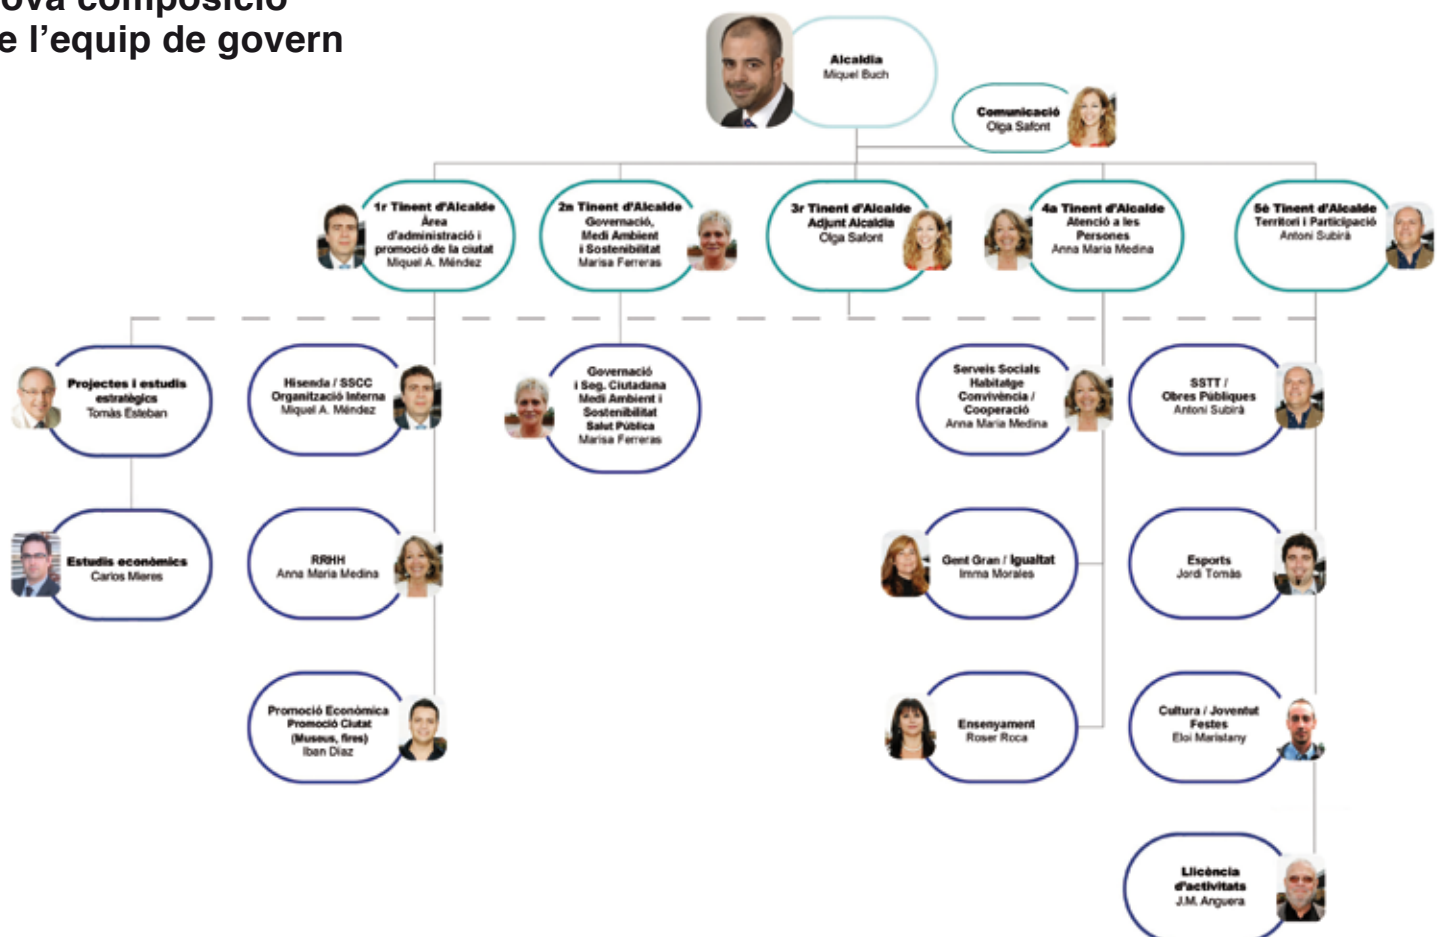 ova composició
e l’equip de govern
Alcaldia
Miquel Buch
Comunicació
Olga Safont
1r Tinent d’Alcalde
Àrea
d’administració i
promoció de la ciutat
Miquel A. Méndez
2n Tinent d’Alcalde
Governació,
Medi Ambient
i Sostenibilitat
Marisa Ferreras
3r Tinent d’Alcalde
Adjunt Alcaldia
Olga Safont
4a Tinent d’Alcalde
Atenció a les
Persones
Anna Maria Medina
5è Tinent d’Alcalde
Territori i Participació
Antoni Subirà
Projectes i estudis
estratègics
Tomàs Esteban
Hisenda / SSCC
Organització Interna
Miquel A. Méndez
Governació
i Seg. Ciutadana
Medi Ambient i
Sostenibilitat
Salut Pública
Marisa Ferreras
Serveis Socials
Habitatge
Convivència /
Cooperació
Anna Maria Medina
SSTT /
Obres Públiques
Antoni Subirà
Estudis econòmics
Carlos Mieres
RRHH
Anna Maria Medina
Gent Gran / Igualtat
Imma Morales
Esports
Jordi Tomàs
Promoció Econòmica
Promoció Ciutat
(Museus, fires)
Iban Díaz
Ensenyament
Roser Roca
Cultura / Joventut
Festes
Eloi Maristany
Llicència
d’activitats
J.M. Anguera